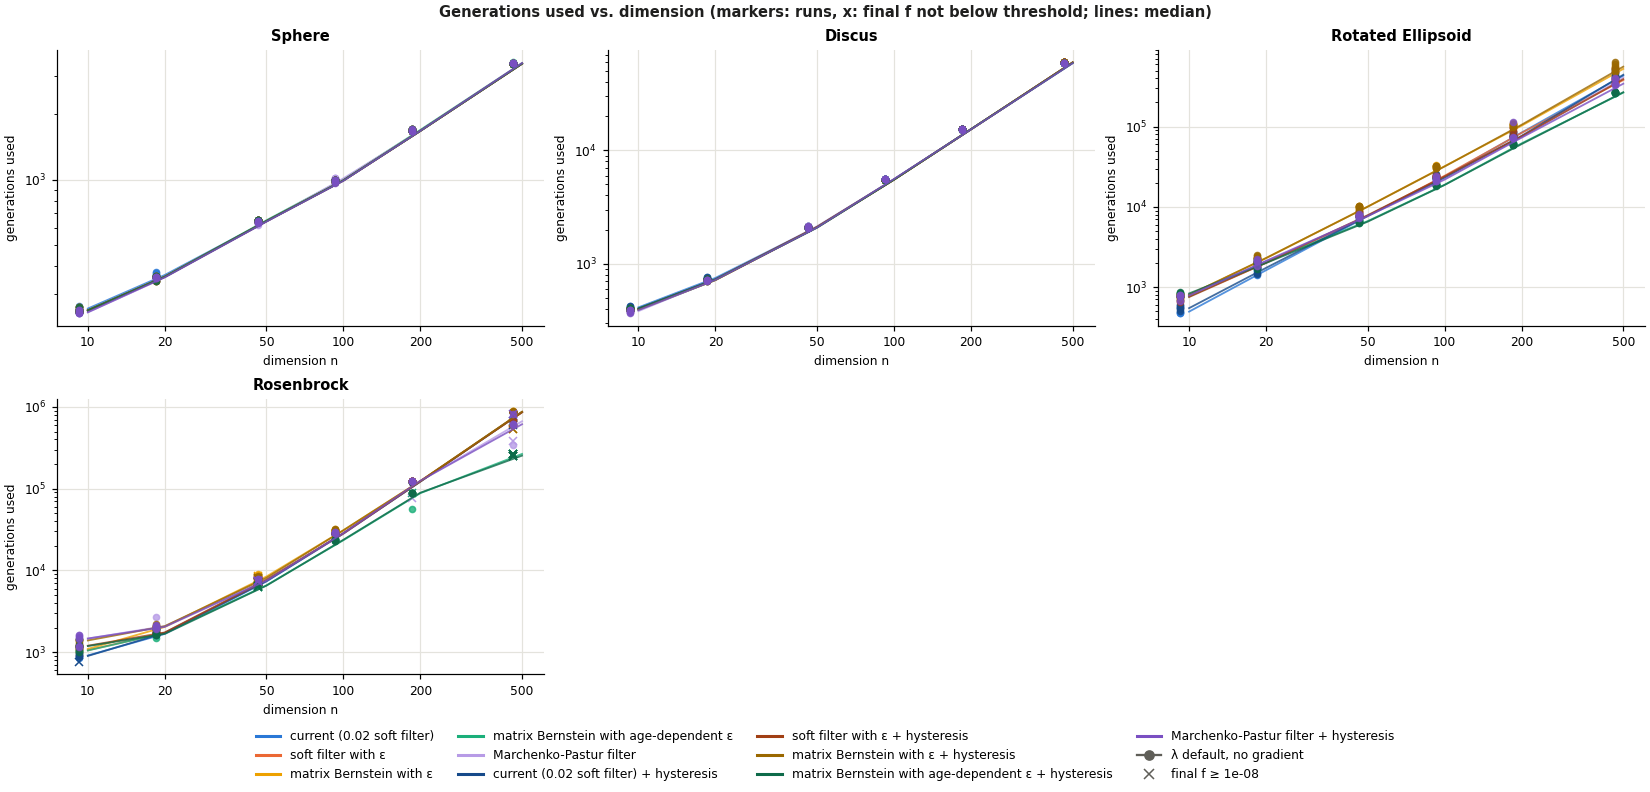 Generations used vs. dimension (markers: runs, x: final f not below threshold; lines: median)
Sphere
generations used
10³
10 20 50 100 200 500
dimension n
Discus
generations used
10⁴
10³
10 20 50 100 200 500
dimension n
Rotated Ellipsoid
generations used
10⁵
10⁴
10³
10 20 50 100 200 500
dimension n
Rosenbrock
generations used
10⁶
10⁵
10⁴
10³
10 20 50 100 200 500
dimension n
current (0.02 soft filter)
soft filter with ε
matrix Bernstein with ε
matrix Bernstein with age-dependent ε
Marchenko-Pastur filter
current (0.02 soft filter) + hysteresis
soft filter with ε + hysteresis
matrix Bernstein with ε + hysteresis
matrix Bernstein with age-dependent ε + hysteresis
Marchenko-Pastur filter + hysteresis
λ default, no gradient
final f ≥ 1e-08